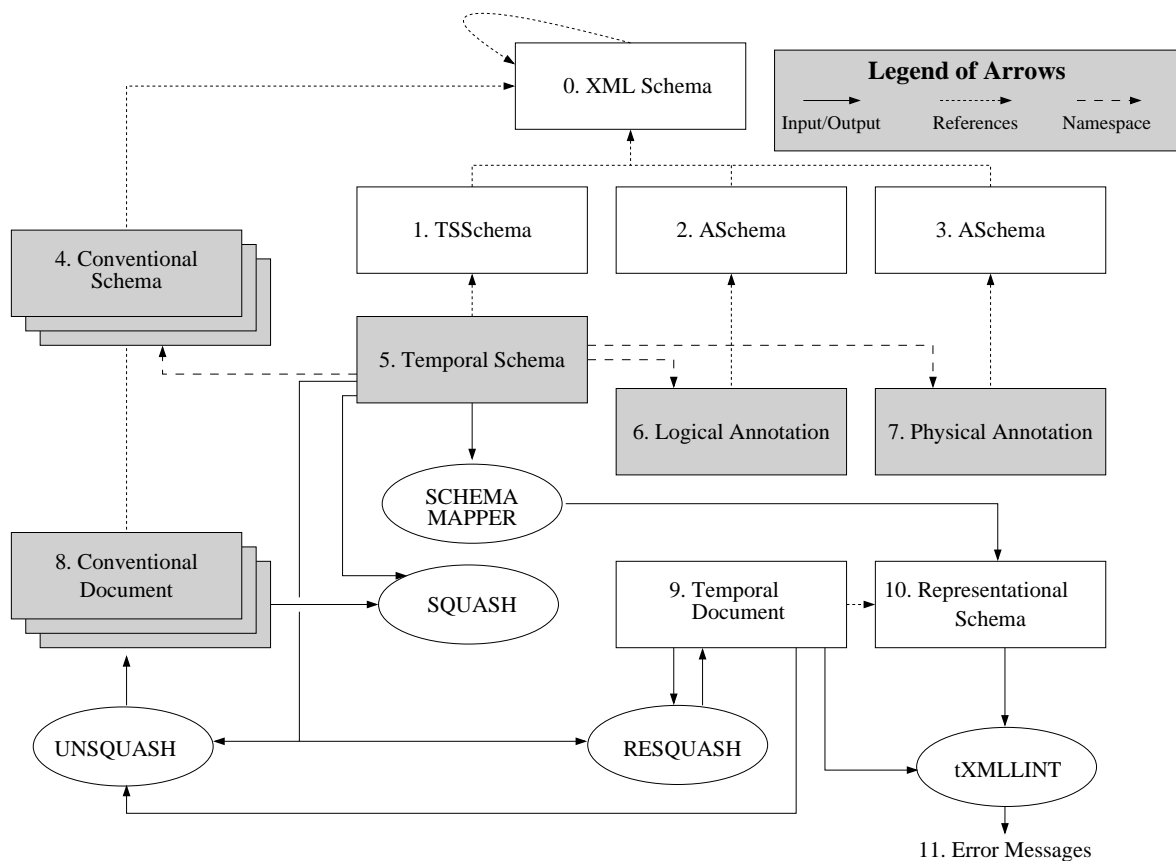 0. XML Schema
Legend of Arrows
Input/Output
References
Namespace
1. TSSchema
2. ASchema
3. ASchema
4. Conventional
Schema
5. Temporal Schema
6. Logical Annotation
7. Physical Annotation
SCHEMA
MAPPER
8. Conventional
Document
SQUASH
9. Temporal
Document
10. Representational
Schema
UNSQUASH
RESQUASH
tXMLLINT
11. Error Messages